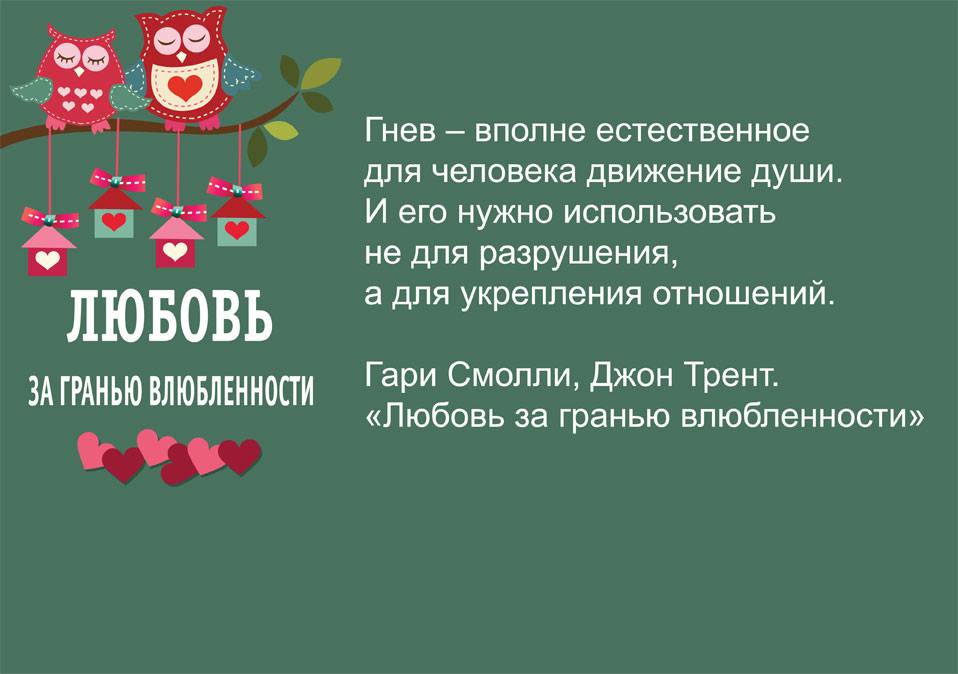 ЛЮБОВЬ
ЗА ГРАНЬЮ ВЛЮБЛЕННОСТИ
Гнев – вполне естественное
для человека движение души.
И его нужно использовать
не для разрушения,
а для укрепления отношений.
Гари Смолли, Джон Трент.
«Любовь за гранью влюбленности»